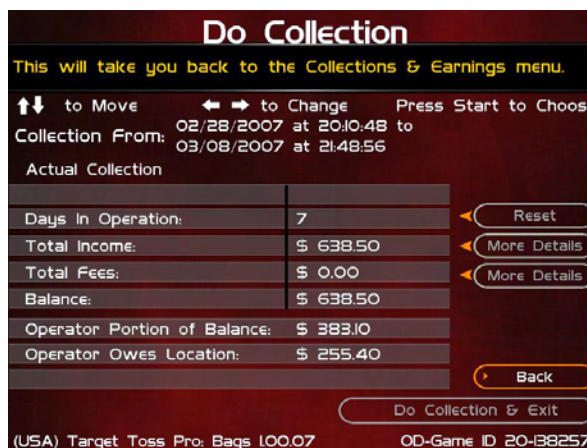 Do Collection
This will take you back to the Collections & Earnings menu.
to Move to Change Press Start to Choos
Collection From: 02/28/2007 at 20:10:48 to
03/08/2007 at 21:48:56
Actual Collection
Days In Operation: 7 Reset
Total Income: $ 638.50 More Details
Total Fees: $ 0.00 More Details
Balance: $ 638.50
Operator Portion of Balance: $ 383.10
Operator Owes Location: $ 255.40
Back
Do Collection & Exit
(USA) Target Toss Pro: Bags 1.00.07 OD-Game ID 20-138257